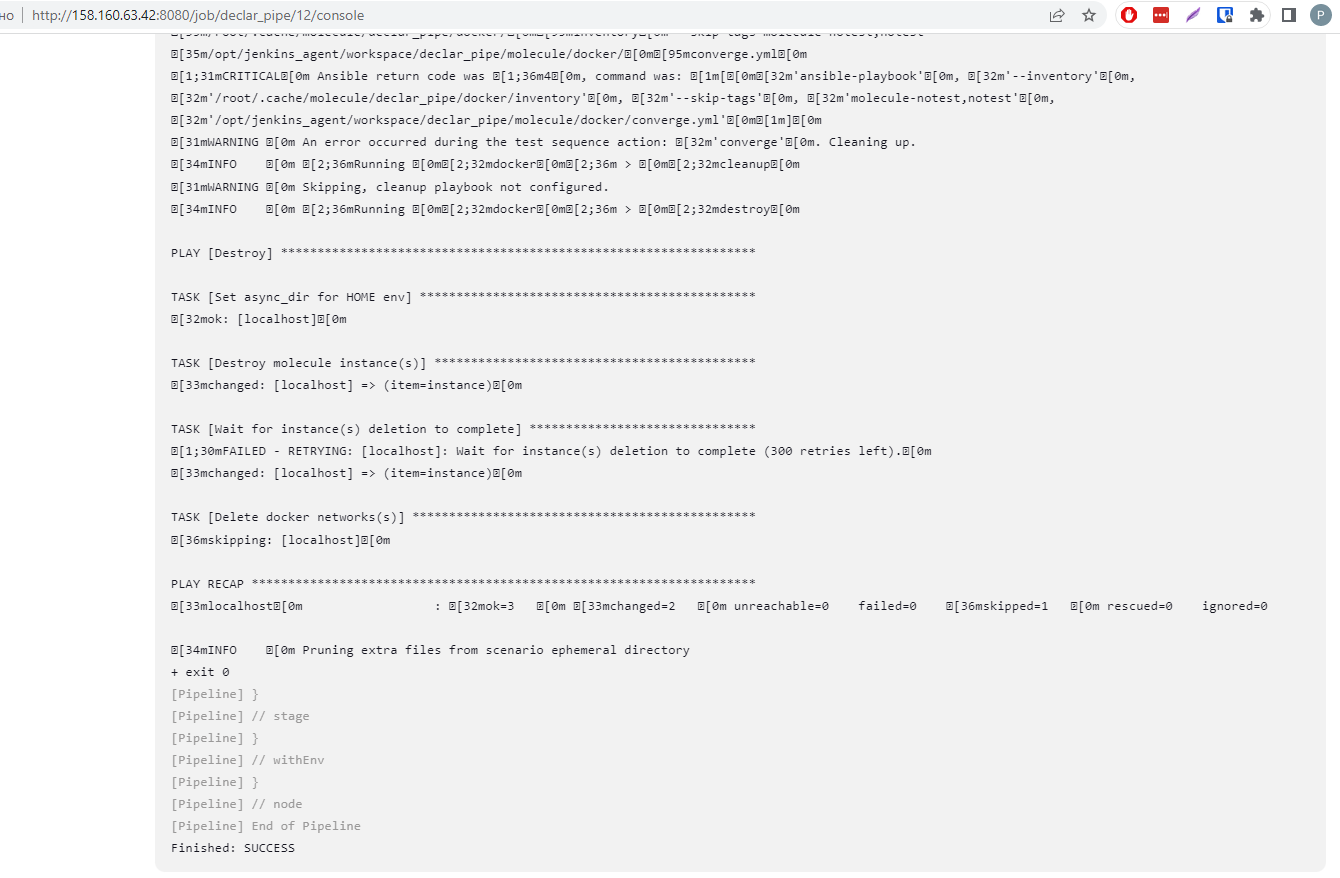 но http://158.160.63.42:8080/job/declar_pipe/12/console
P
[35m/opt/jenkins_agent/workspace/declar_pipe/molecule/docker/[0m[95mconverge.yml[0m
[1;31mCRITICAL[0m Ansible return code was [1;36m4[0m, command was: [1m[[0m[32m'ansible-playbook'[0m, [32m'--inventory'[0m,
[32m'/root/.cache/molecule/declar_pipe/docker/inventory'[0m, [32m'--skip-tags'[0m, [32m'molecule-notest,notest'[0m,
[32m'/opt/jenkins_agent/workspace/declar_pipe/molecule/docker/converge.yml'[0m[1m][0m
[31mWARNING [0m An error occurred during the test sequence action: [32m'converge'[0m. Cleaning up.
[34mINFO    [0m [2;36mRunning [0m[2;32mdocker[0m[2;36m > [0m[2;32mcleanup[0m
[31mWARNING [0m Skipping, cleanup playbook not configured.
[34mINFO    [0m [2;36mRunning [0m[2;32mdocker[0m[2;36m > [0m[2;32mdestroy[0m
PLAY [Destroy] *****************************************************************
TASK [Set async_dir for HOME env] **********************************************
[32mok: [localhost][0m
TASK [Destroy molecule instance(s)] ********************************************
[33mchanged: [localhost] => (item=instance)[0m
TASK [Wait for instance(s) deletion to complete] *******************************
[1;30mFAILED - RETRYING: [localhost]: Wait for instance(s) deletion to complete (300 retries left).[0m
[33mchanged: [localhost] => (item=instance)[0m
TASK [Delete docker networks(s)] ***********************************************
[36mskipping: [localhost][0m
PLAY RECAP *********************************************************************
[33mlocalhost[0m                  : [32mok=3   [0m [33mchanged=2   [0m unreachable=0    failed=0    [36mskipped=1   [0m rescued=0    ignored=0
[34mINFO    [0m Pruning extra files from scenario ephemeral directory
+ exit 0
[Pipeline] }
[Pipeline] // stage
[Pipeline] }
[Pipeline] // withEnv
[Pipeline] }
[Pipeline] // node
[Pipeline] End of Pipeline
Finished: SUCCESS